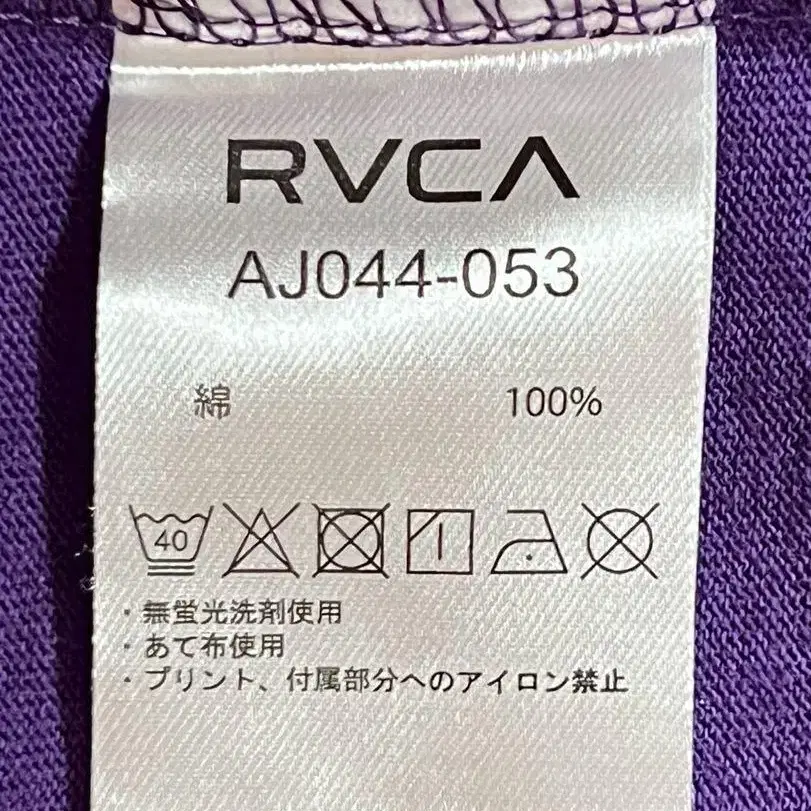 RVCA
AJ044-053
綿 100%
40
・無蛍光洗剤使用
・あて布使用
・プリント、付属部分へのアイロン禁止